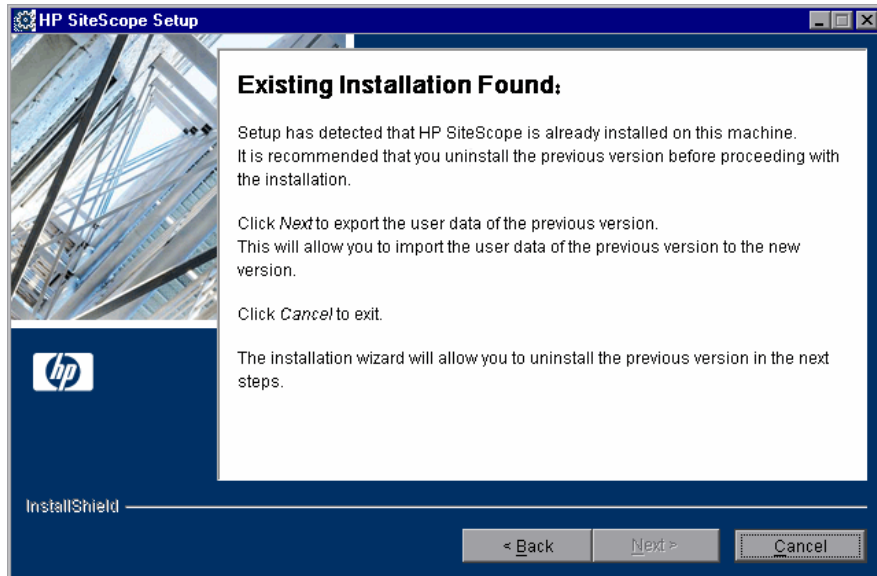 HP SiteScope Setup
Existing Installation Found:
Setup has detected that HP SiteScope is already installed on this machine.
It is recommended that you uninstall the previous version before proceeding with
the installation.
Click Next to export the user data of the previous version.
This will allow you to import the user data of the previous version to the new
version.
Click Cancel to exit.
The installation wizard will allow you to uninstall the previous version in the next
steps.
hp
InstallShield
< Back
Next >
Cancel